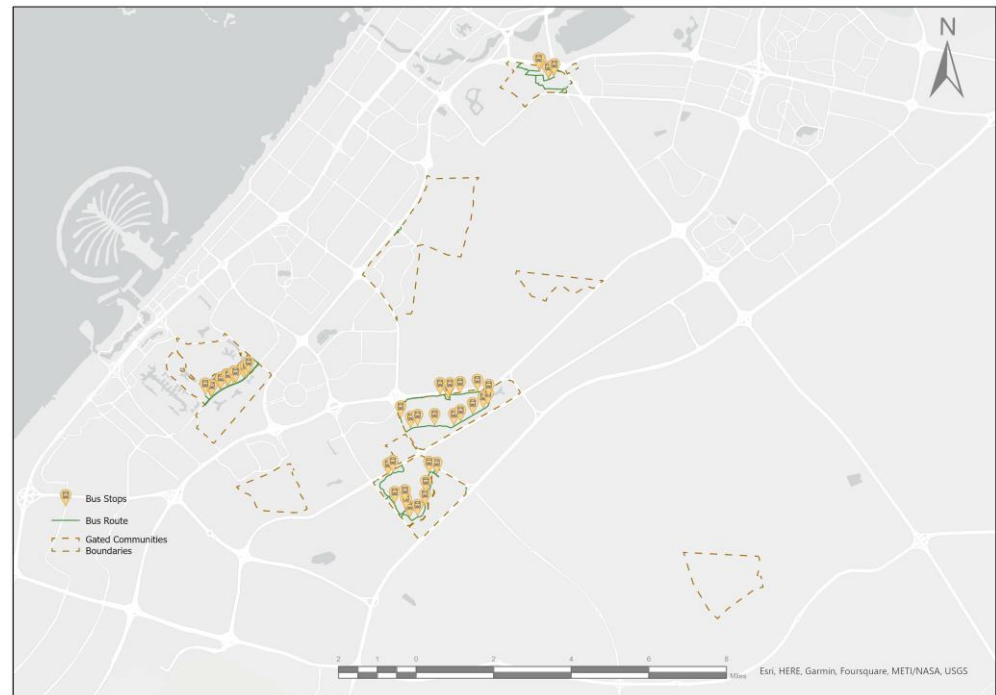 N
Bus Stops
Bus Route
Gated Communities
Boundaries
2 1 0 2 4 6 8
Miles
Esri, HERE, Garmin, Foursquare, METI/NASA, USGS